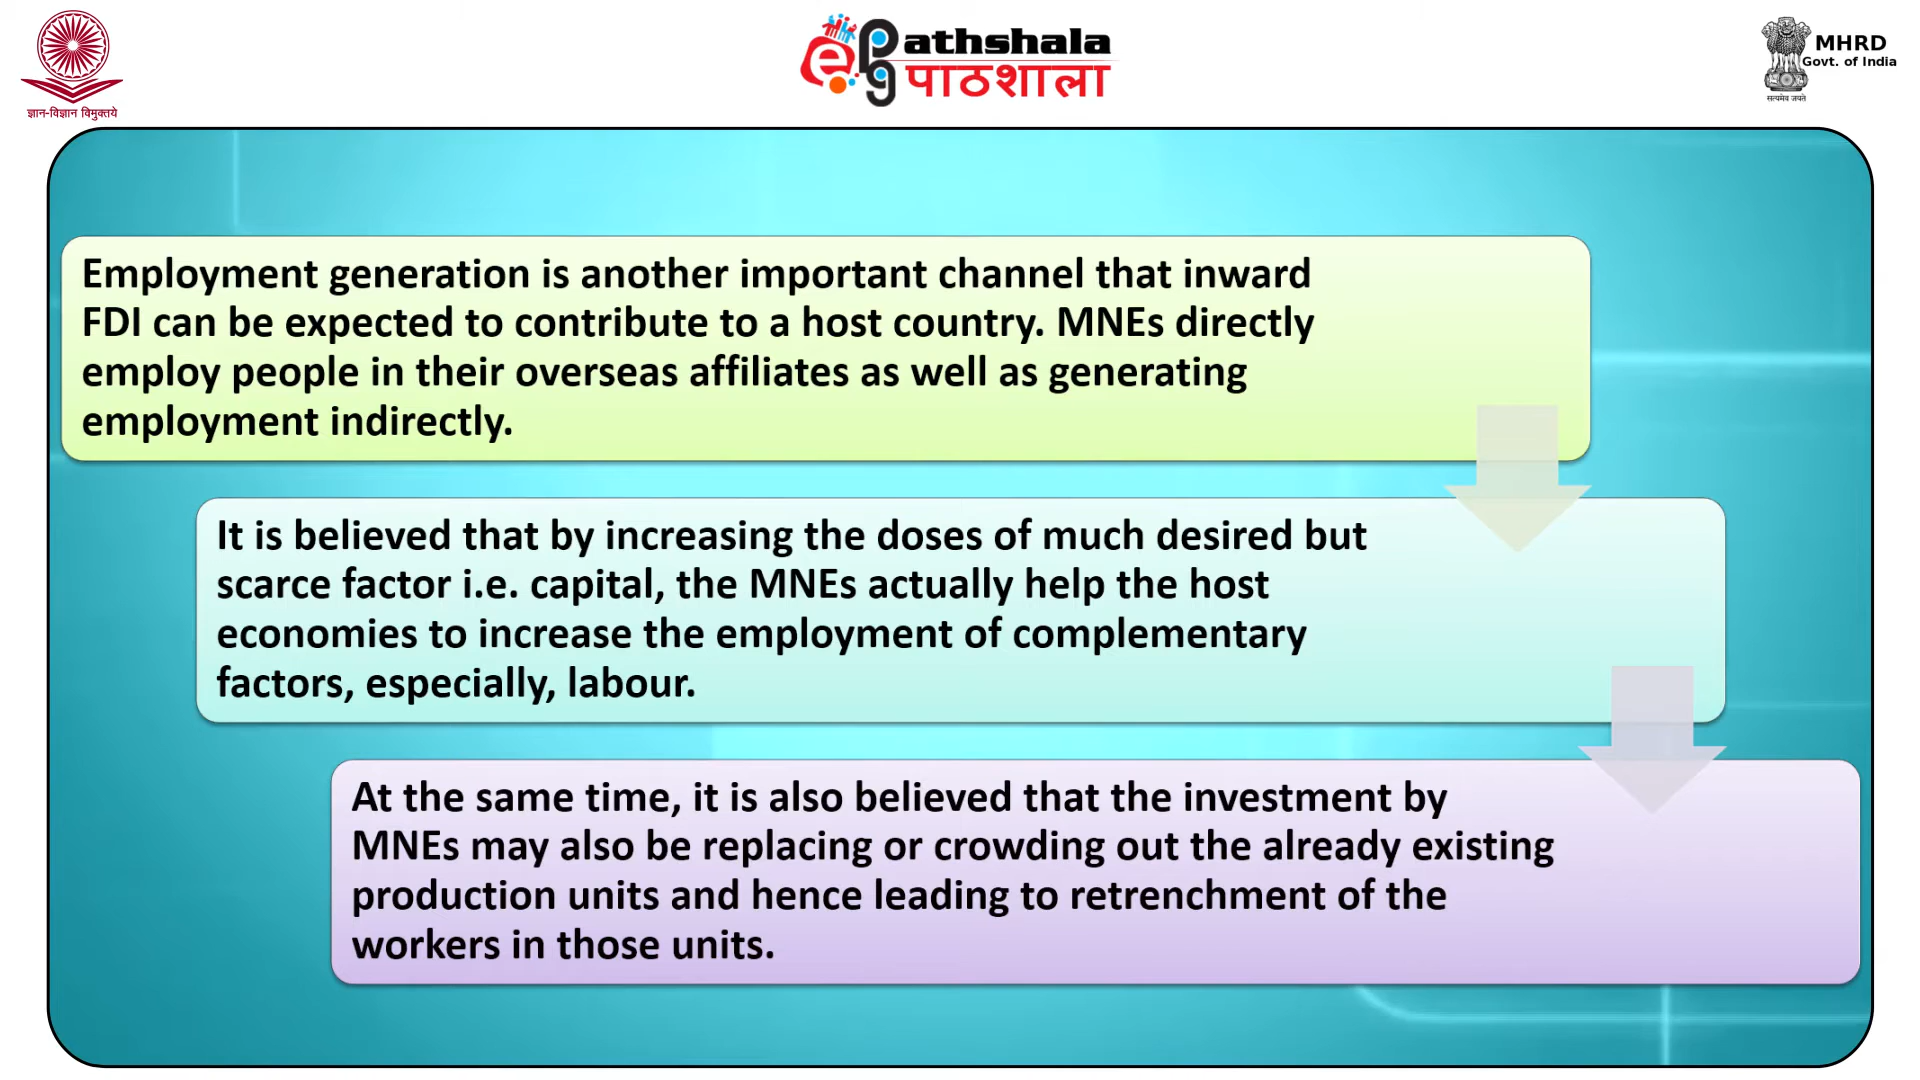 ज्ञान-विज्ञान विमुक्तये
e
PG
athshala
पाठशाला
MHRD
Govt. of India
सत्यमेव जयते
Employment generation is another important channel that inward
FDI can be expected to contribute to a host country. MNEs directly
employ people in their overseas affiliates as well as generating
employment indirectly.
It is believed that by increasing the doses of much desired but
scarce factor i.e. capital, the MNEs actually help the host
economies to increase the employment of complementary
factors, especially, labour.
At the same time, it is also believed that the investment by
MNEs may also be replacing or crowding out the already existing
production units and hence leading to retrenchment of the
workers in those units.